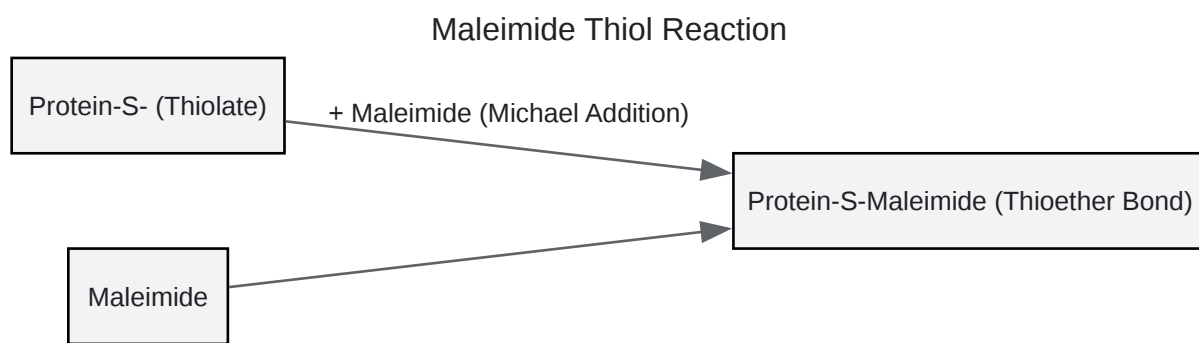 Maleimide Thiol Reaction
Protein-S- (Thiolate)
+ Maleimide (Michael Addition)
Protein-S-Maleimide (Thioether Bond)
Maleimide